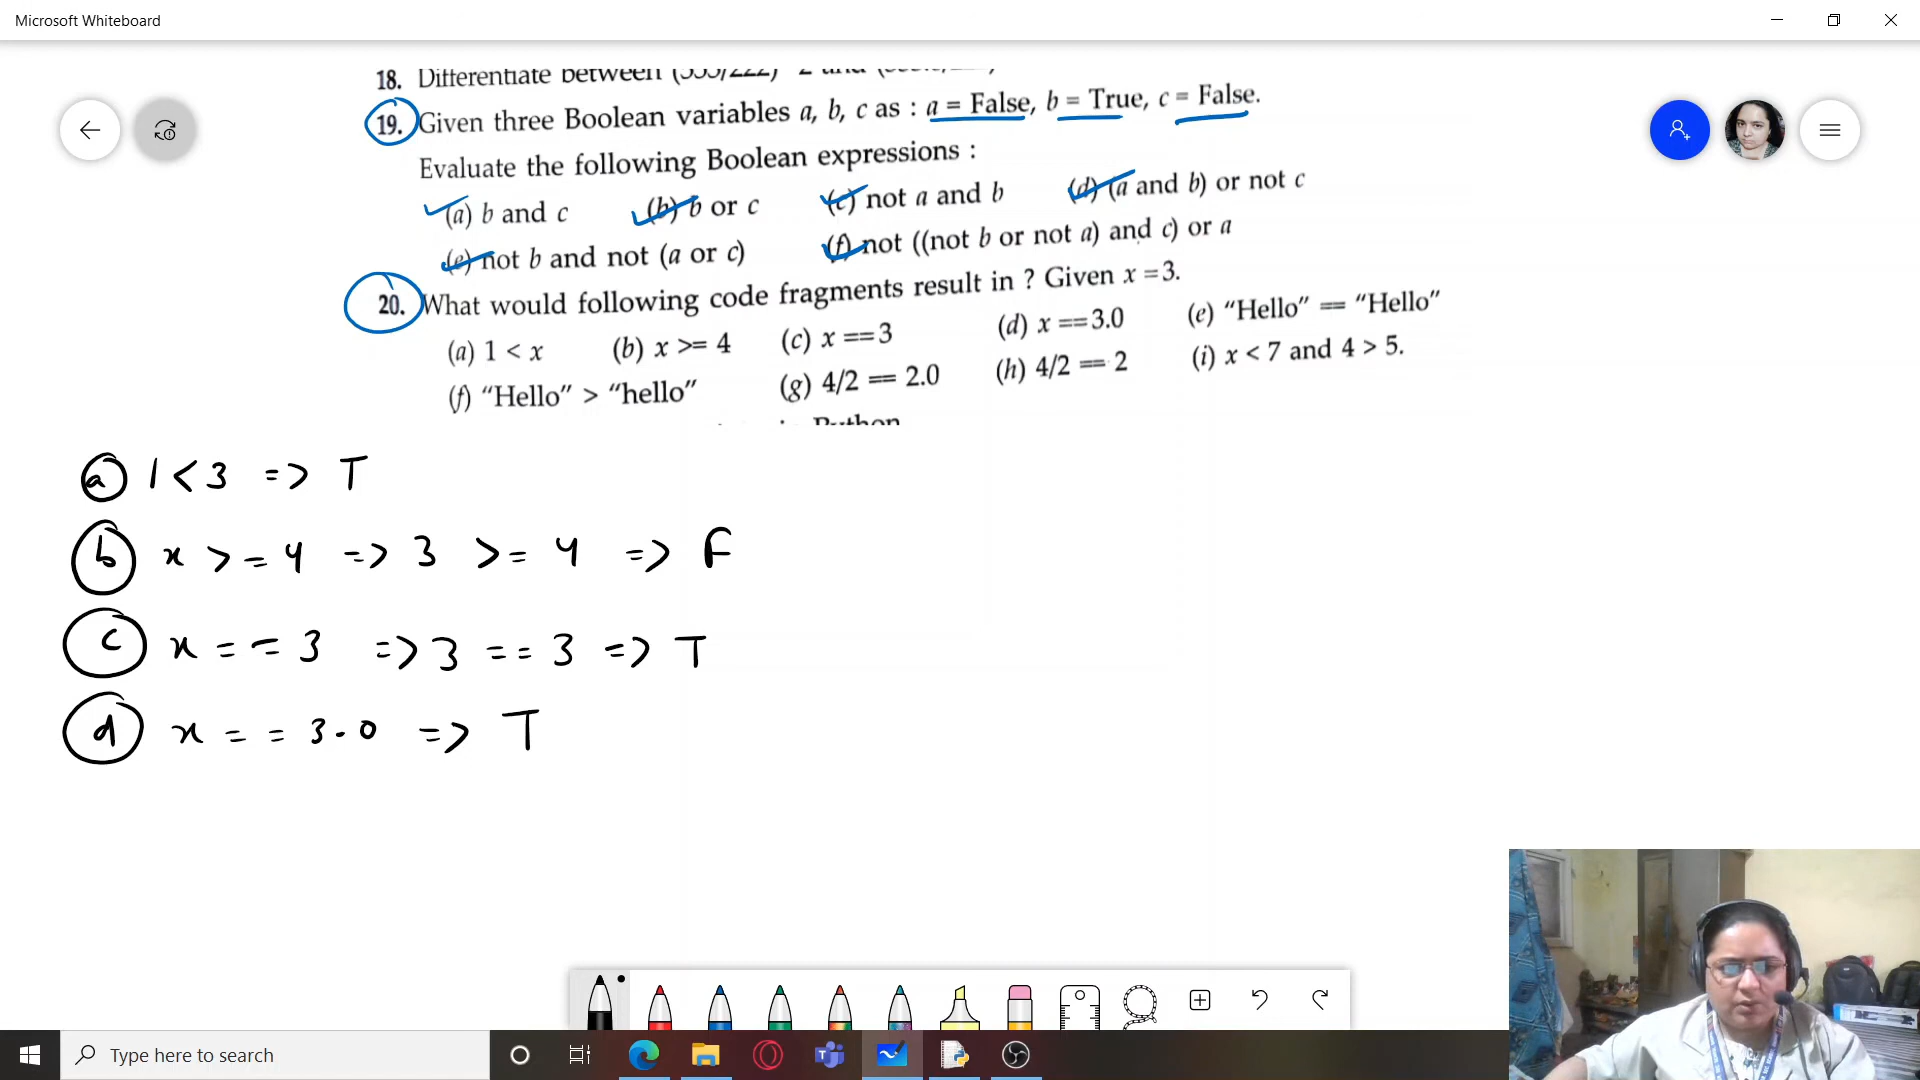 Microsoft Whiteboard
18. Differentiate between (555/222)
19. Given three Boolean variables a, b, c as : a = False, b = True, c = False.
Evaluate the following Boolean expressions :
(a) b and c (b) b or c (c) not a and b (d) (a and b) or not c
(e) not b and not (a or c) (f) not ((not b or not a) and c) or a
20. What would following code fragments result in ? Given x = 3.
(a) 1 < x (b) x >= 4 (c) x == 3 (d) x == 3.0 (e) “Hello” == “Hello”
(f) “Hello” > “hello” (g) 4/2 == 2.0 (h) 4/2 == 2 (i) x < 7 and 4 > 5.
Python
a 1 < 3 => T
b x >= 4 => 3 >= 4 => F
c x == 3 => 3 == 3 => T
d x == 3.0 => T
Type here to search